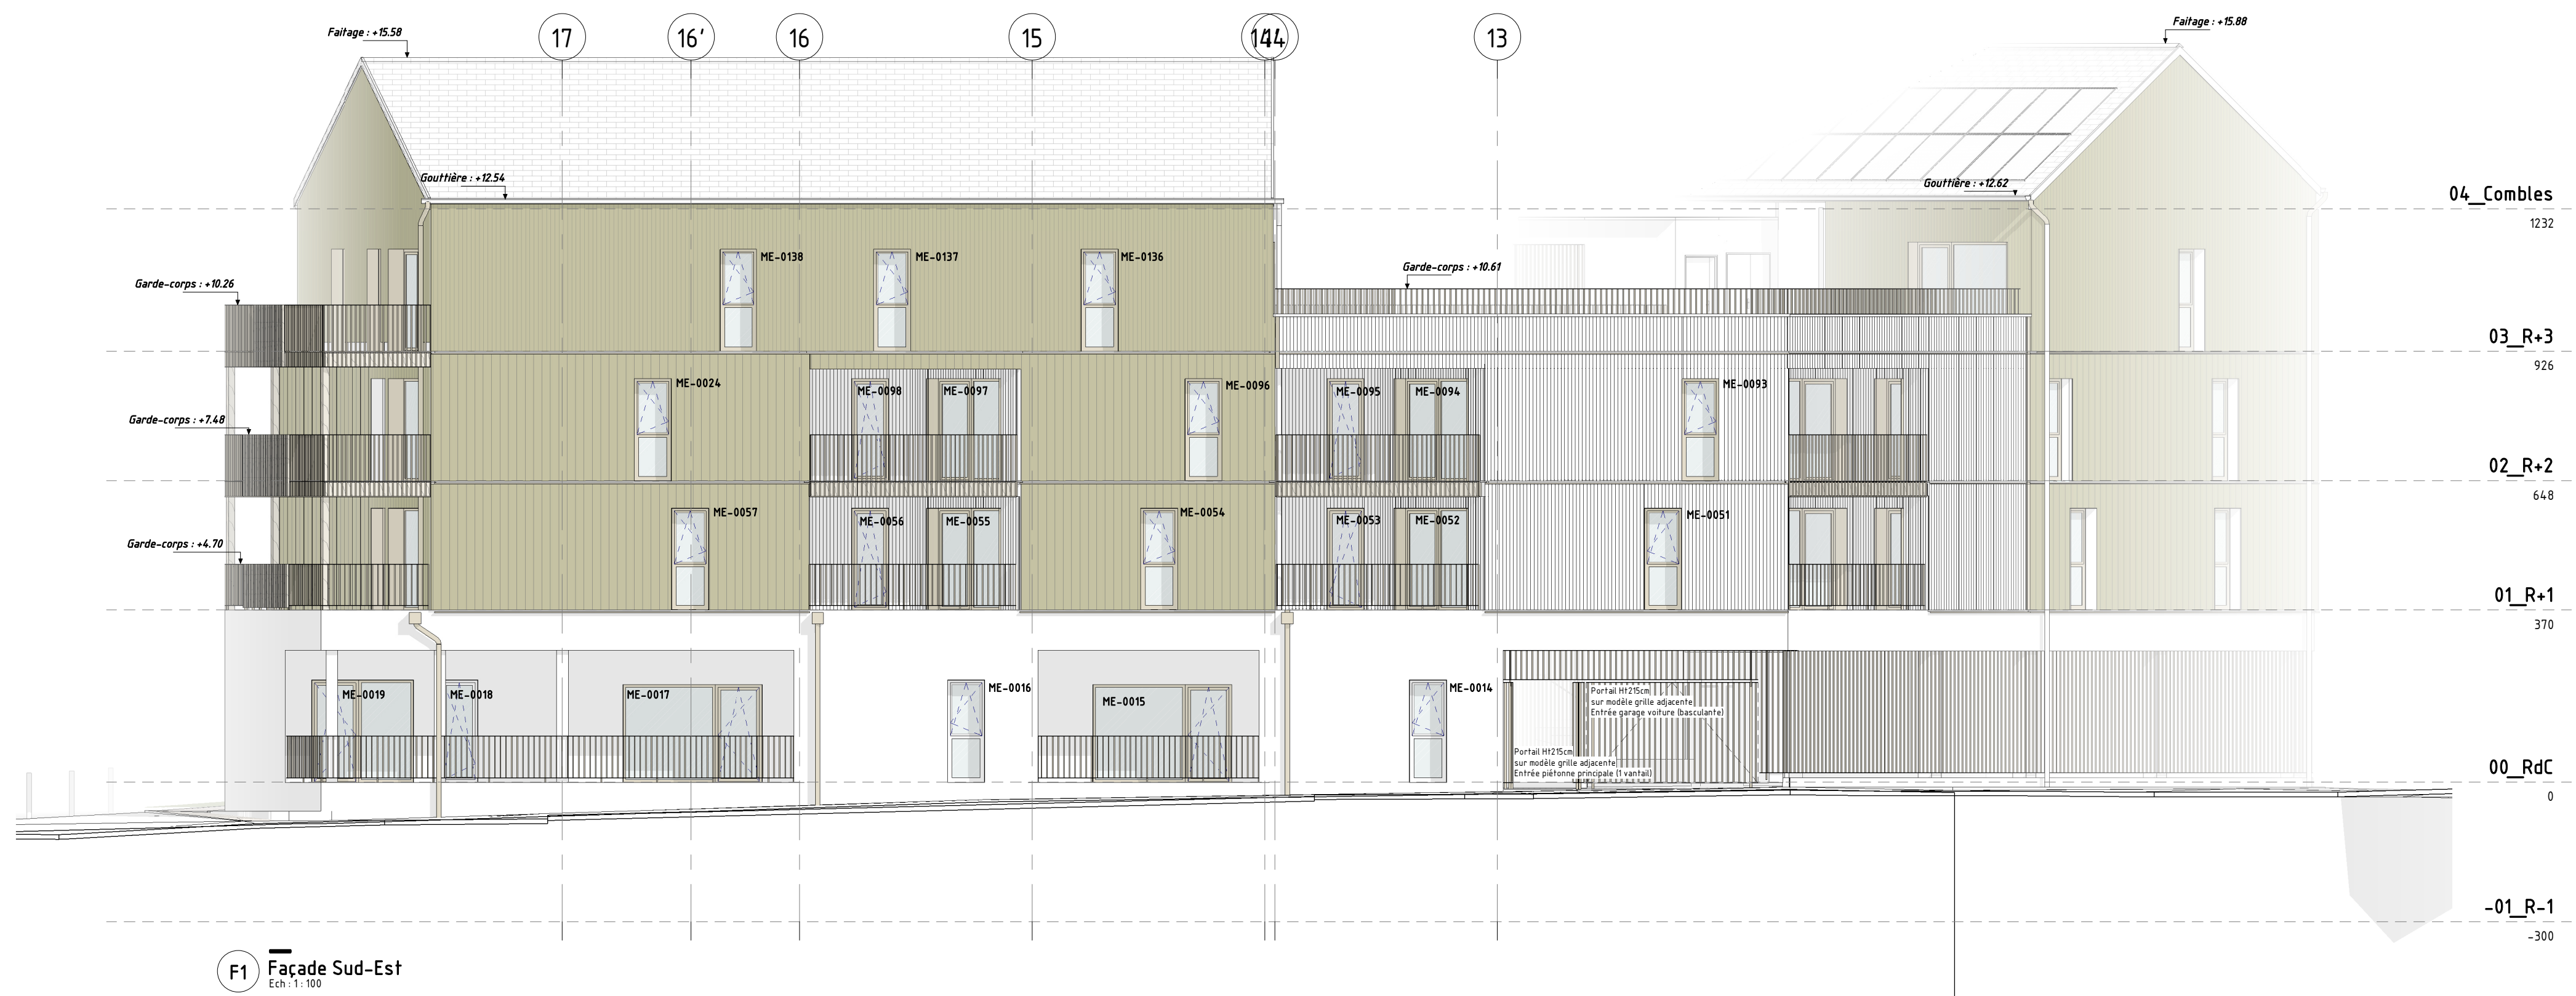 Faitage : +15.58
17
16'
16
15
14
13
Faitage : +15.88
Gouttière : +12.54
Gouttière : +12.62
04_Combles
1232
ME-0138
ME-0137
ME-0136
Garde-corps : +10.61
Garde-corps : +10.26
03_R+3
926
ME-0024
ME-0098
ME-0097
ME-0096
ME-0095
ME-0094
ME-0093
Garde-corps : +7.48
02_R+2
648
ME-0057
ME-0056
ME-0055
ME-0054
ME-0053
ME-0052
ME-0051
Garde-corps : +4.70
01_R+1
370
ME-0019
ME-0018
ME-0017
ME-0016
ME-0015
ME-0014
Portail Ht215cm
sur modèle grille adjacente
Entrée garage voiture (basculante)
Portail Ht215cm
sur modèle grille adjacente
Entrée piétonne principale (1 vantail)
00_RdC
0
-01_R-1
-300
F1
Façade Sud-Est
Ech : 1 : 100